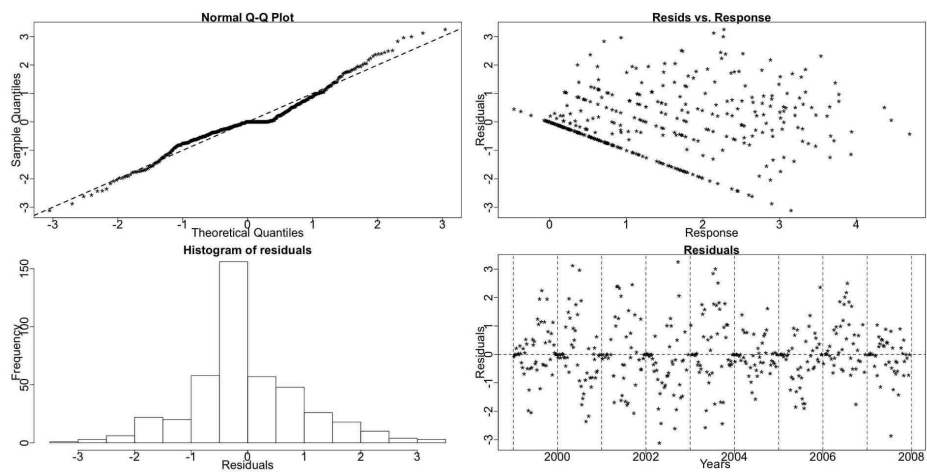 Normal Q-Q Plot
Sample Quantiles
3
2
1
0
-1
-2
-3
-3 -2 -1 0 1 2 3
Theoretical Quantiles
Resids vs. Response
Residuals
3
2
1
0
-1
-2
-3
0 1 2 3 4
Response
Histogram of residuals
Frequency
150
100
50
0
-3 -2 -1 0 1 2 3
Residuals
Residuals
Residuals
3
2
1
0
-1
-2
-3
2000 2002 2004 2006 2008
Years